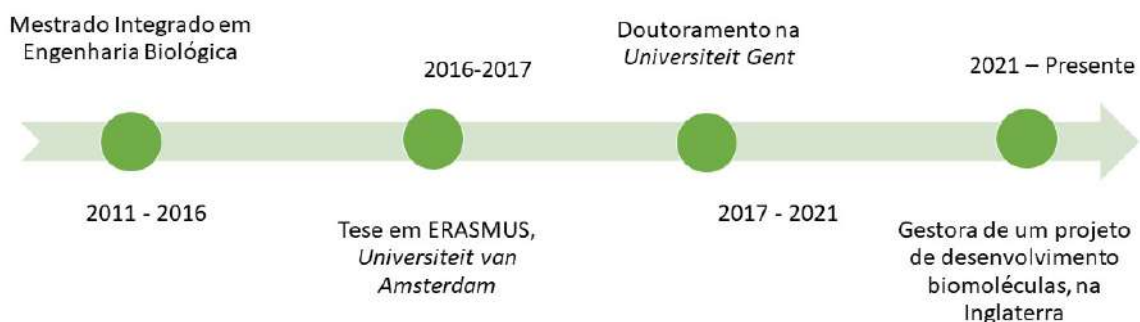 Mestrado Integrado em
Engenharia Biológica
2011 - 2016
2016-2017
Tese em ERASMUS,
Universiteit van
Amsterdam
Doutoramento na
Universiteit Gent
2017 - 2021
2021 – Presente
Gestora de um projeto
de desenvolvimento
biomoléculas, na
Inglaterra